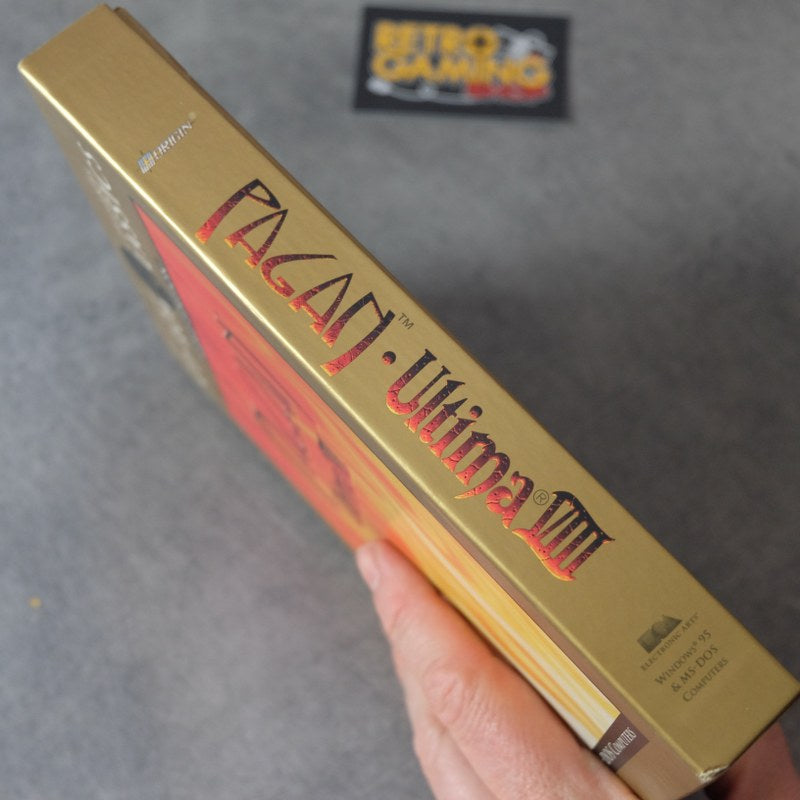 RETRO
GAMING
ORIGIN®
PAGAN™ · Ultima® VIII
ELECTRONIC ARTS®
WINDOWS® 95
& MS-DOS
COMPUTERS